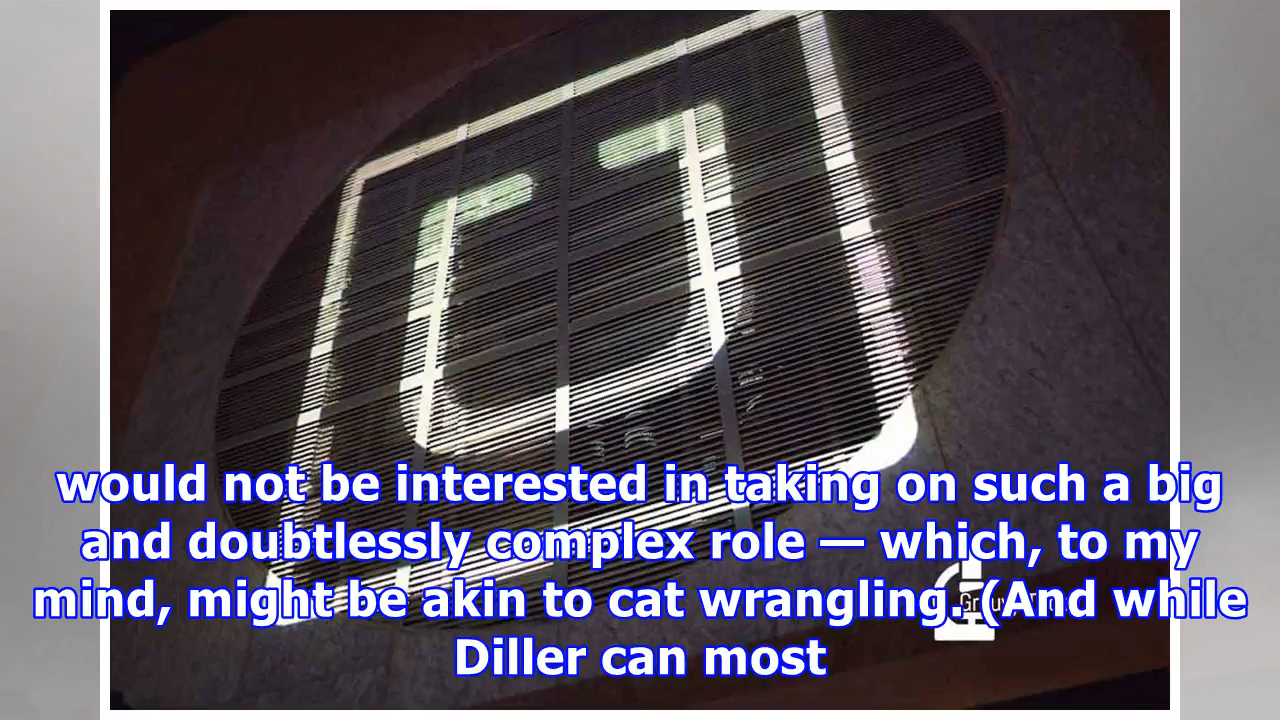 would not be interested in taking on such a big
and doubtlessly complex role — which, to my
mind, might be akin to cat wrangling. (And while
Diller can most